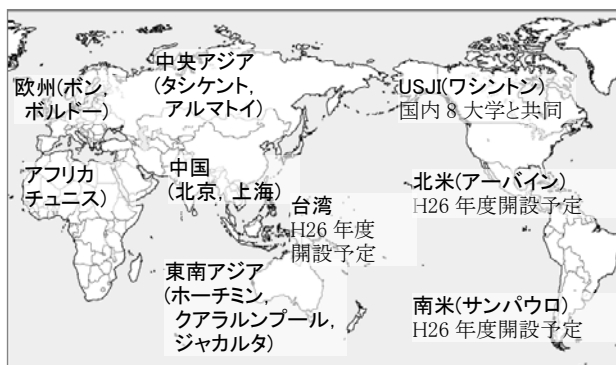 欧州(ボン,
ボルドー)
中央アジア
(タシケント,
アルマトイ)
USJI(ワシントン)
国内 8 大学と共同
アフリカ
チュニス)
中国
(北京, 上海)
台湾
H26 年度
開設予定
北米(アーバイン)
H26 年度開設予定
東南アジア
(ホーチミン,
クアラルンプール,
ジャカルタ)
南米(サンパウロ)
H26 年度開設予定